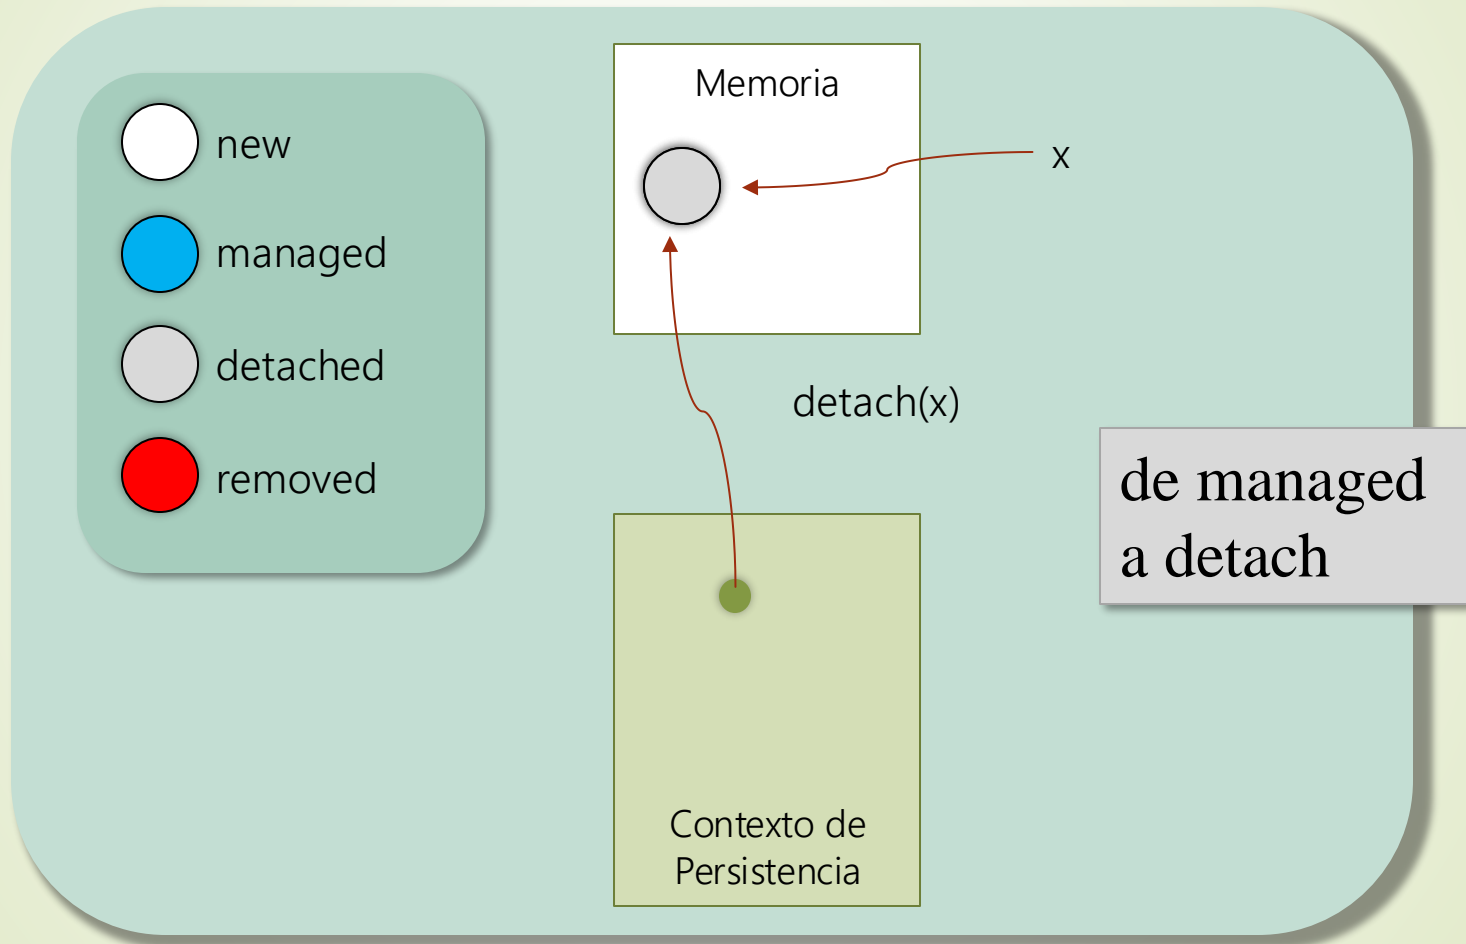 new
managed
detached
removed
Memoria
x
detach(x)
de managed
a detach
Contexto de
Persistencia